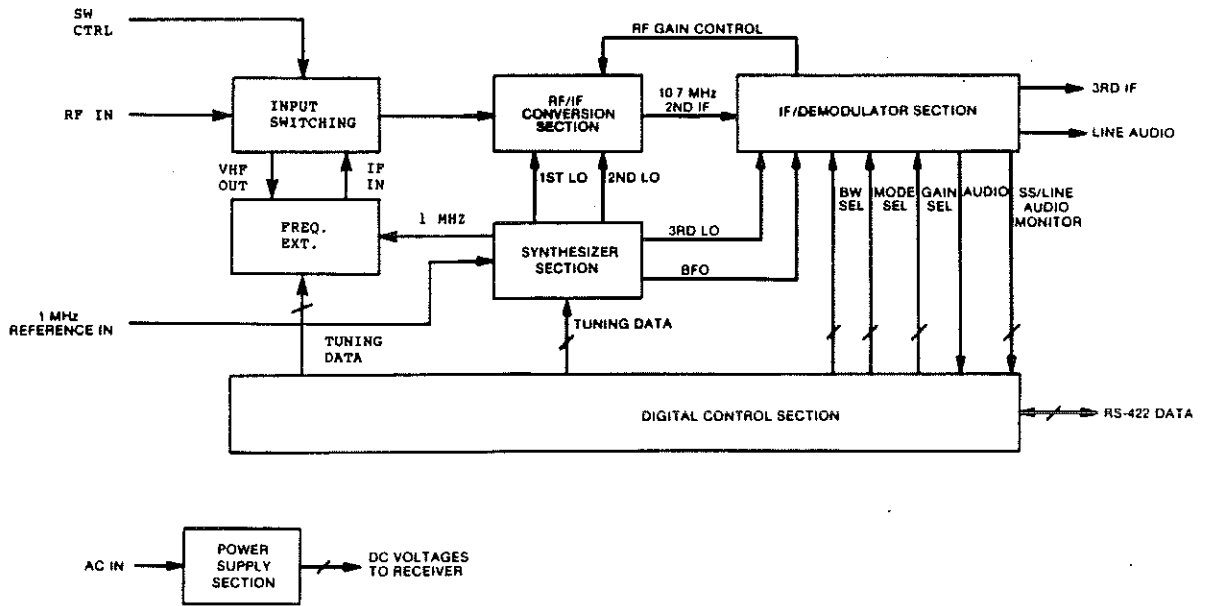 SW
CTRL
RF GAIN CONTROL
RF IN
INPUT
SWITCHING
RF/IF
CONVERSION
SECTION
10 7 MHz
2ND IF
IF/DEMODULATOR SECTION
3RD IF
LINE AUDIO
VHF
OUT
IF
IN
1ST LO
2ND LO
BW
SEL
MODE
SEL
GAIN
SEL
AUDIO
SS/LINE
AUDIO
MONITOR
FREQ.
EXT.
1 MHZ
SYNTHESIZER
SECTION
3RD LO
BFO
1 MHz
REFERENCE IN
TUNING
DATA
TUNING DATA
DIGITAL CONTROL SECTION
RS-422 DATA
AC IN
POWER
SUPPLY
SECTION
DC VOLTAGES
TO RECEIVER